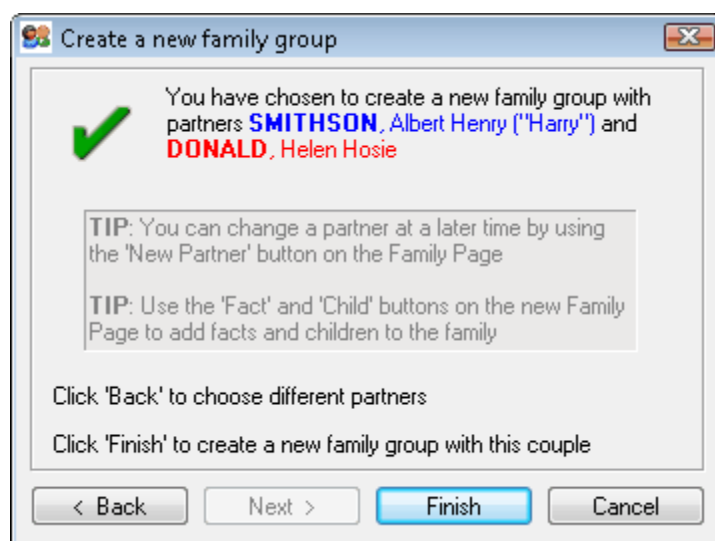 Create a new family group
You have chosen to create a new family group with
partners SMITHSON, Albert Henry ("Harry") and
DONALD, Helen Hosie
TIP: You can change a partner at a later time by using
the 'New Partner' button on the Family Page
TIP: Use the 'Fact' and 'Child' buttons on the new Family
Page to add facts and children to the family
Click 'Back' to choose different partners
Click 'Finish' to create a new family group with this couple
< Back Next > Finish Cancel